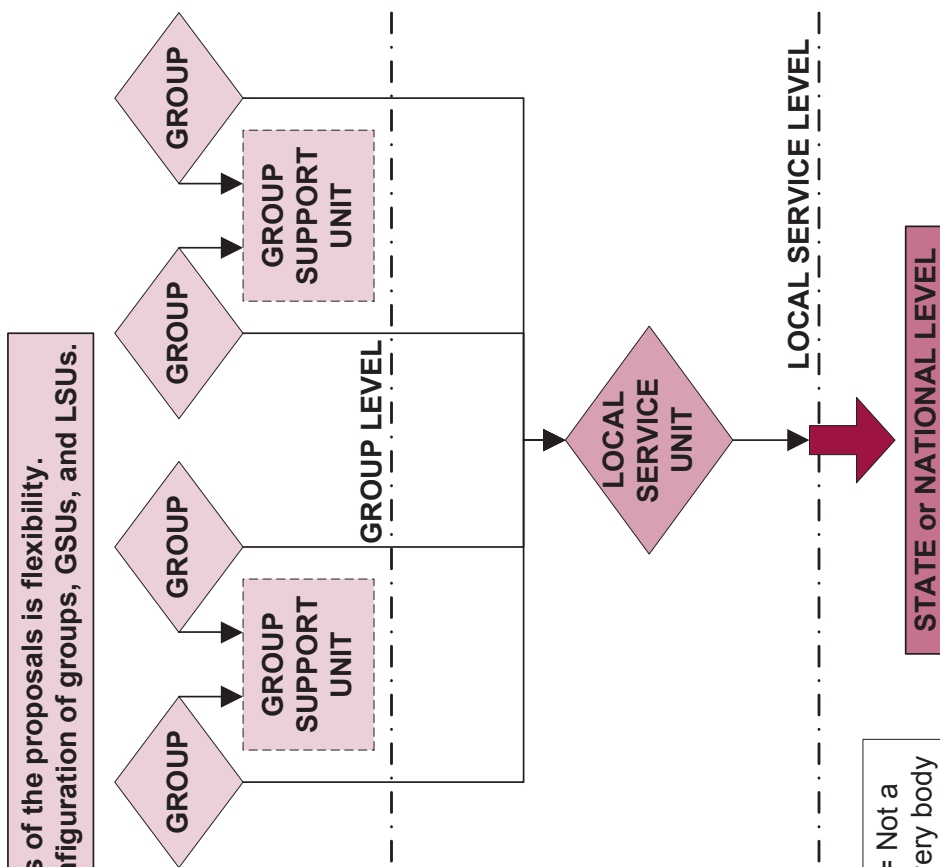 s of the proposals is flexibility.
nfiguration of groups, GSUs, and LSUs.
GROUP
GROUP
GROUP
GROUP
GROUP
SUPPORT
UNIT
GROUP
SUPPORT
UNIT
GROUP LEVEL
LOCAL
SERVICE
UNIT
LOCAL SERVICE LEVEL
= Not a
ery body
STATE or NATIONAL LEVEL